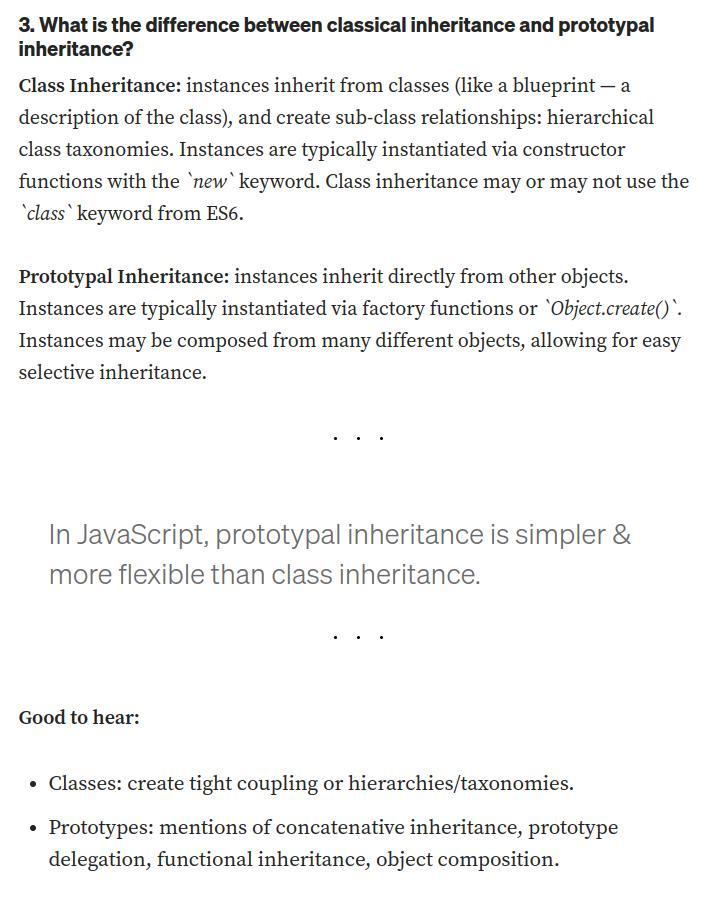 3. What is the difference between classical inheritance and prototypal
inheritance?
Class Inheritance: instances inherit from classes (like a blueprint — a
description of the class), and create sub-class relationships: hierarchical
class taxonomies. Instances are typically instantiated via constructor
functions with the `new` keyword. Class inheritance may or may not use the
`class` keyword from ES6.
Prototypal Inheritance: instances inherit directly from other objects.
Instances are typically instantiated via factory functions or `Object.create()`.
Instances may be composed from many different objects, allowing for easy
selective inheritance.
. . .
In JavaScript, prototypal inheritance is simpler &
more flexible than class inheritance.
. . .
Good to hear:
• Classes: create tight coupling or hierarchies/taxonomies.
• Prototypes: mentions of concatenative inheritance, prototype
delegation, functional inheritance, object composition.